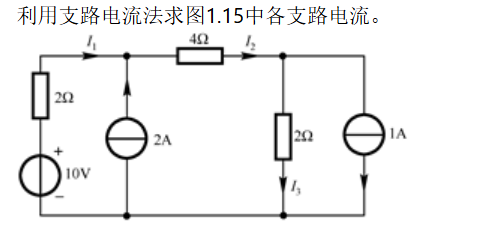 利用支路电流法求图1.15中各支路电流。
I₁ 4Ω I₂
2Ω
2A 2Ω 1A
+
10V
−
I₃